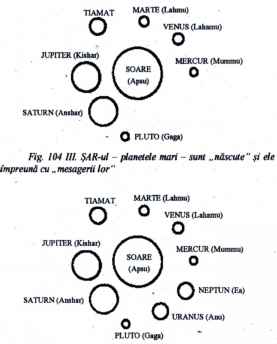 TIAMAT
MARTE (Lahmu)
VENUS (Lahamu)
JUPITER (Kishar)
SOARE
(Apsu)
MERCUR (Mummu)
SATURN (Anshar)
PLUTO (Gaga)
Fig. 104 III. ŞAR-ul – planetele mari – sunt „născute” şi ele
împreună cu „mesagerii lor”
TIAMAT
MARTE (Lahmu)
VENUS (Lahamu)
JUPITER (Kishar)
SOARE
(Apsu)
MERCUR (Mummu)
NEPTUN (Ea)
SATURN (Anshar)
URANUS (Anu)
PLUTO (Gaga)